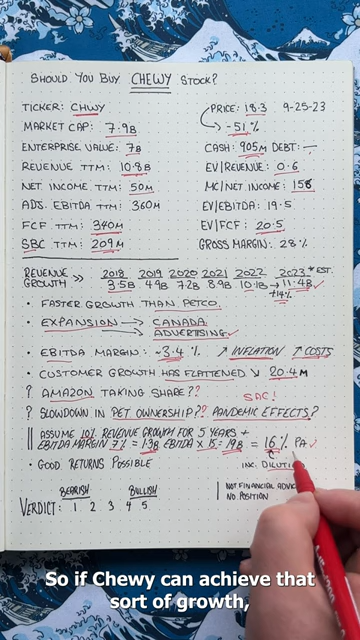 SHOULD YOU BUY CHEWY STOCK?
TICKER: CHWY
PRICE: 18.3 9-25-23
MARKET CAP: 7.9B
→ -51%
ENTERPRISE VALUE: 7B
CASH: 905M DEBT: —
REVENUE TTM: 10.8B
EV/REVENUE: 0.6
NET INCOME TTM: 50M
MC/NET INCOME: 158
ADJ. EBITDA TTM: 360M
EV/EBITDA: 19.5
FCF TTM: 340M
EV/FCF: 20.5
SBC TTM: 209M
GROSS MARGIN: 28%
REVENUE GROWTH >> 2018 2019 2020 2021 2022 2023 * EST.
3.5B 4.9B 7.2B 8.9B 10.1B → 11.4B
+14%
• FASTER GROWTH THAN PETCO.
• EXPANSION → CANADA
→ ADVERTISING ✓
• EBITDA MARGIN: ~3.4% ↗ INFLATION ↑ COSTS
• CUSTOMER GROWTH HAS FLATTENED ↘ 20.4M
? AMAZON TAKING SHARE??
SAC!
? SLOWDOWN IN PET OWNERSHIP?? PANDEMIC EFFECTS?
ASSUME 10% REVENUE GROWTH FOR 5 YEARS +
EBITDA MARGIN 7% = 1.3B EBITDA X 15 = 19B = 16% PA ✓
• GOOD RETURNS POSSIBLE
INC. DILUTI
BEARISH BULLISH
VERDICT: 1 2 3 4 5
NOT FINANCIAL ADVIC
NO POSITION
So if Chewy can achieve that
sort of growth,